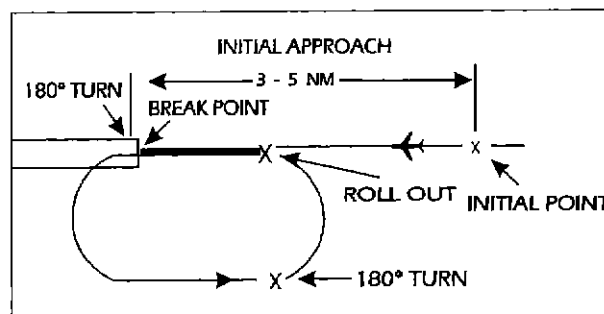 INITIAL APPROACH
3 - 5 NM
180° TURN
BREAK POINT
ROLL OUT
INITIAL POINT
180° TURN